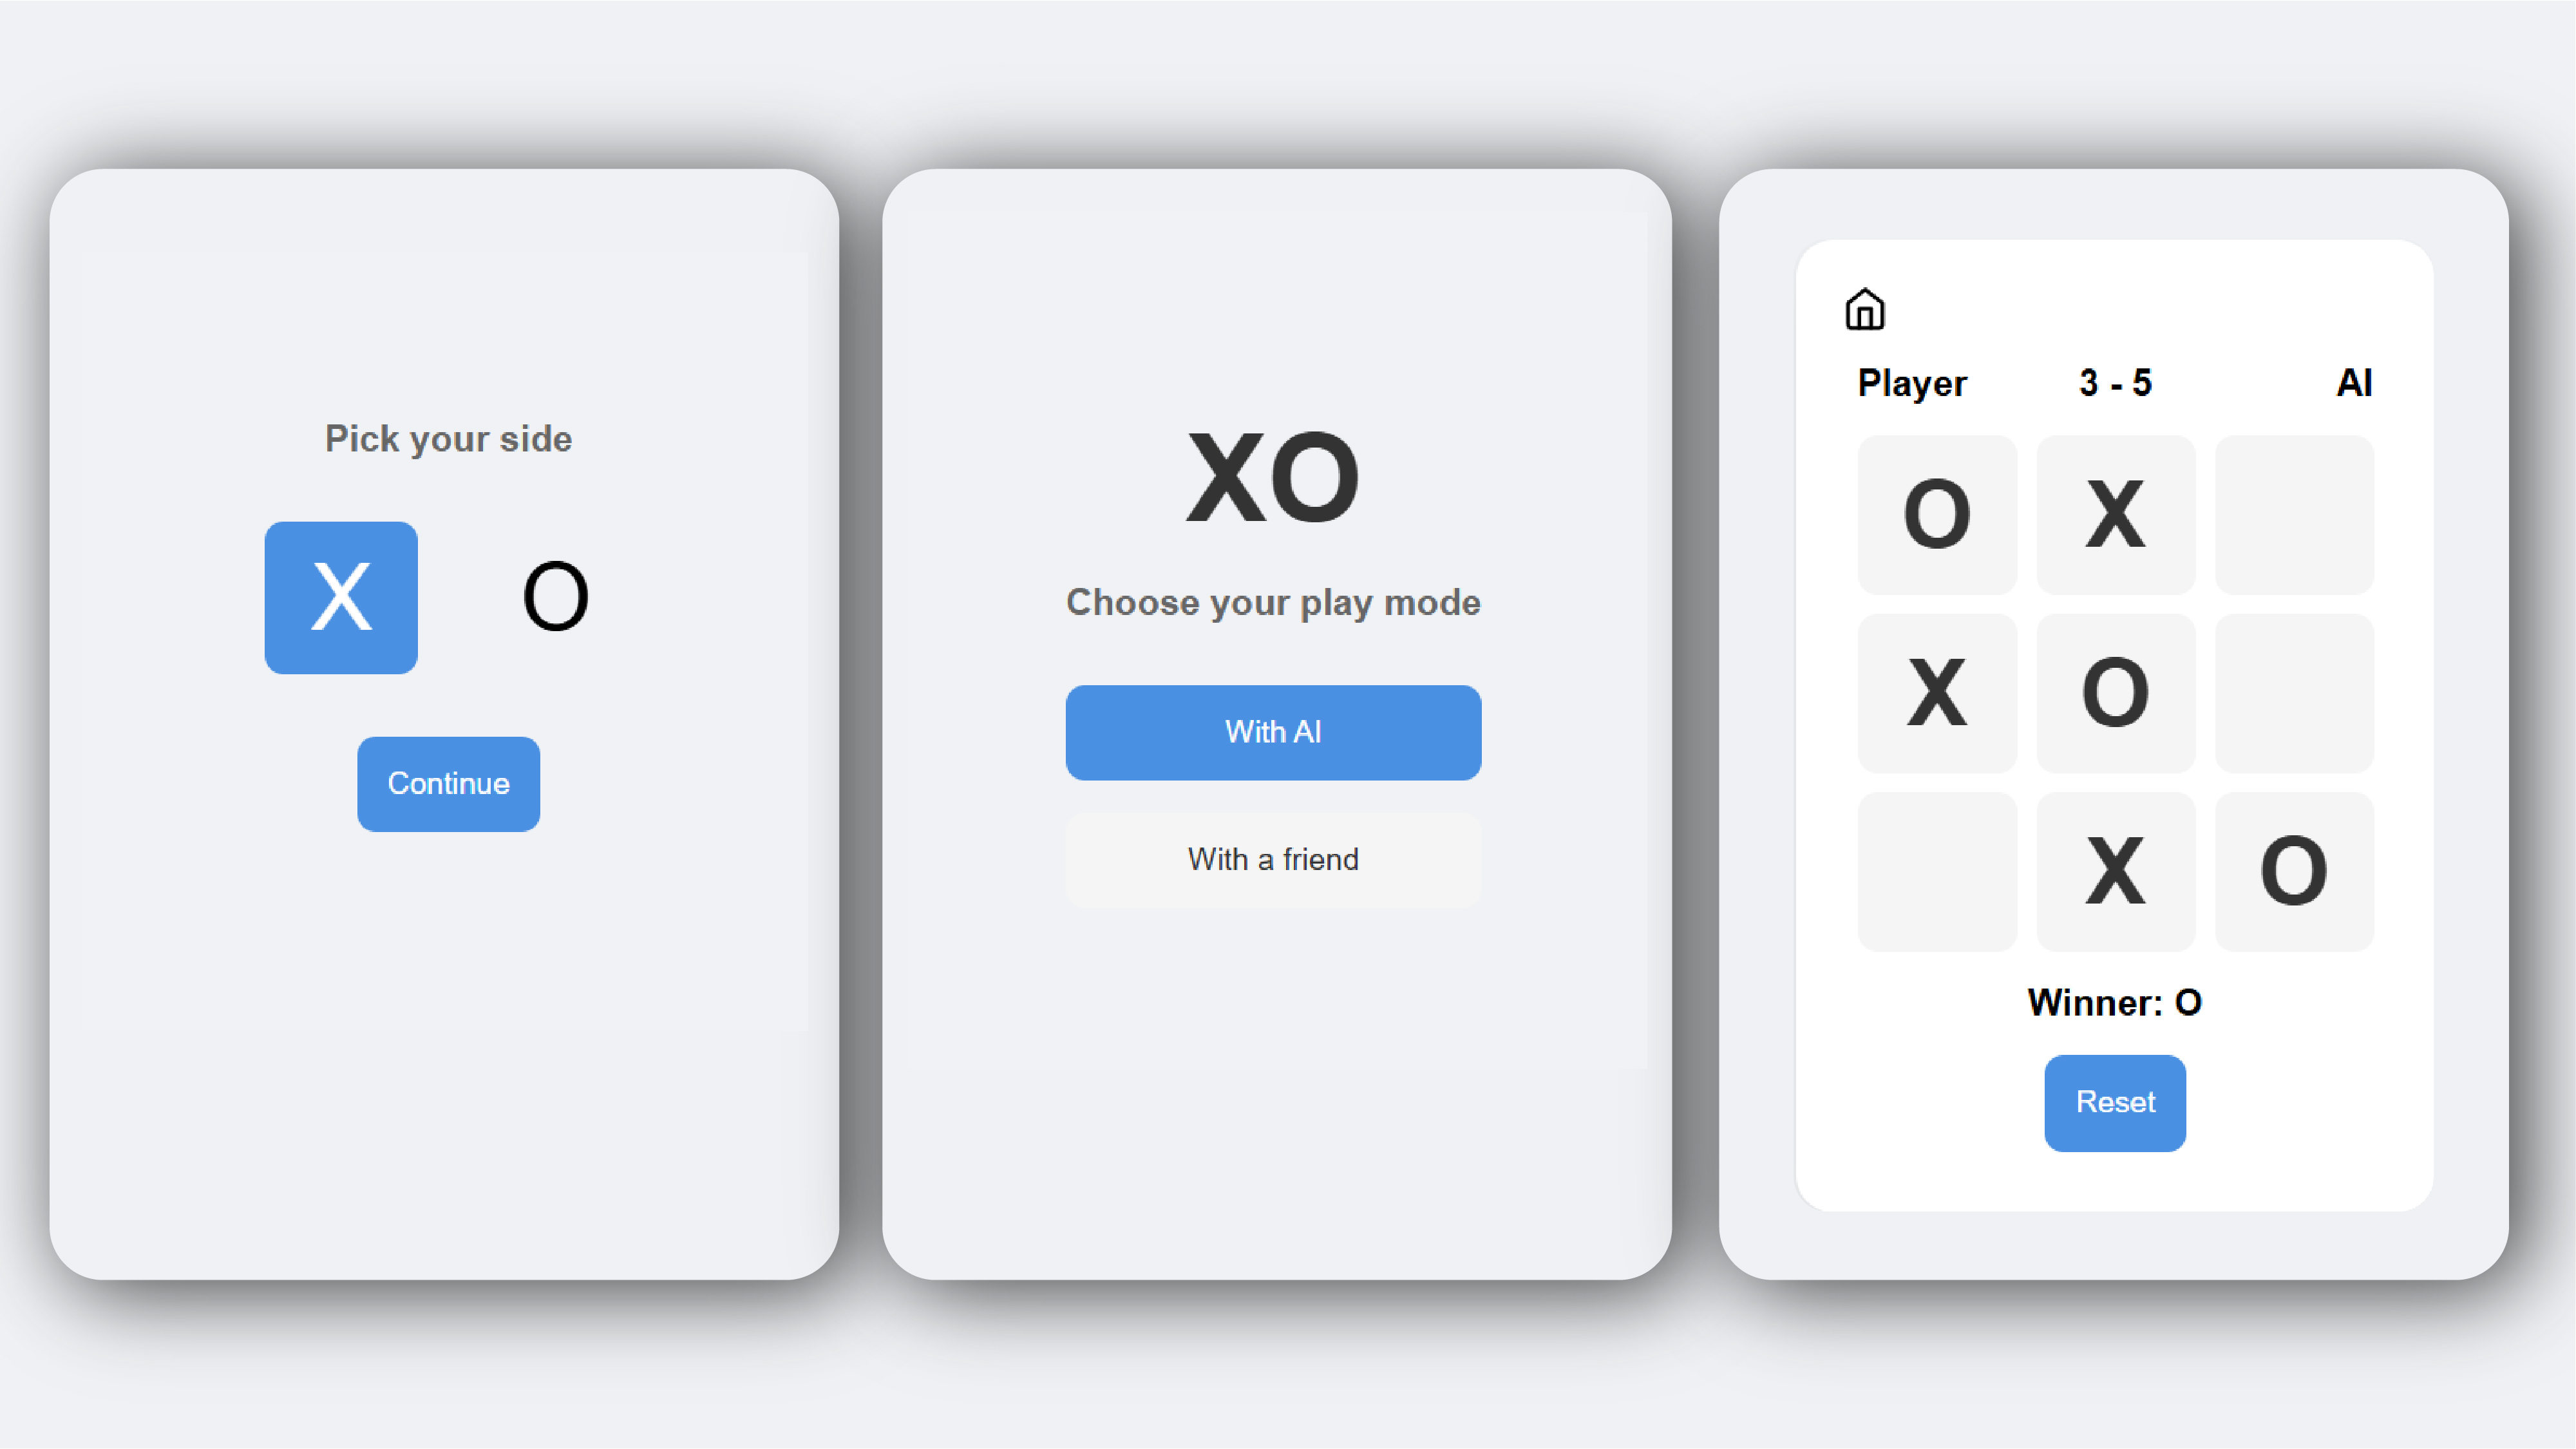 Pick your side
X O
Continue
XO
Choose your play mode
With AI
With a friend
Player 3 - 5 AI
O X
X O
X O
Winner: O
Reset